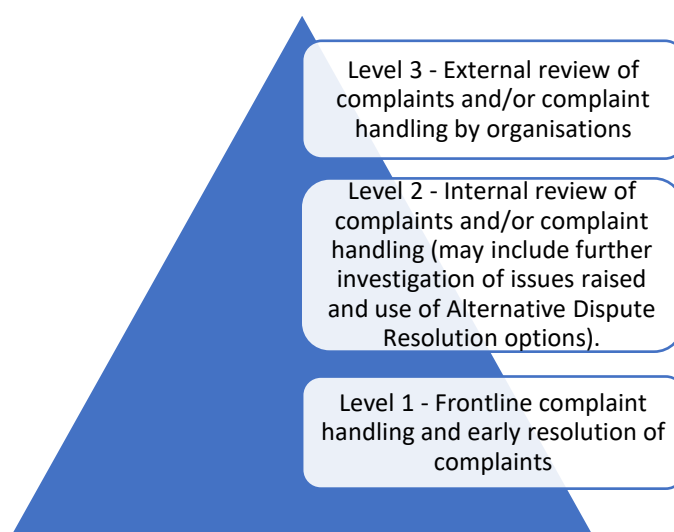 Level 3 - External review of
complaints and/or complaint
handling by organisations
Level 2 - Internal review of
complaints and/or complaint
handling (may include further
investigation of issues raised
and use of Alternative Dispute
Resolution options).
Level 1 - Frontline complaint
handling and early resolution of
complaints